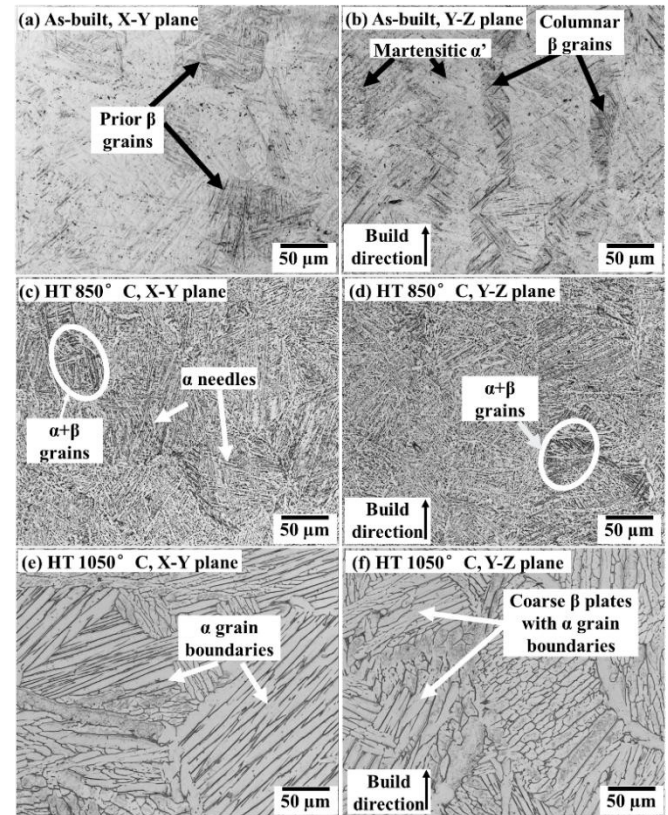 (a) As-built, X-Y plane
Prior β
grains
50 μm
(b) As-built, Y-Z plane
Martensitic α’
Columnar
β grains
Build
direction
50 μm
(c) HT 850° C, X-Y plane
α needles
α+β
grains
50 μm
(d) HT 850° C, Y-Z plane
α+β
grains
Build
direction
50 μm
(e) HT 1050° C, X-Y plane
α grain
boundaries
50 μm
(f) HT 1050° C, Y-Z plane
Coarse β plates
with α grain
boundaries
Build
direction
50 μm